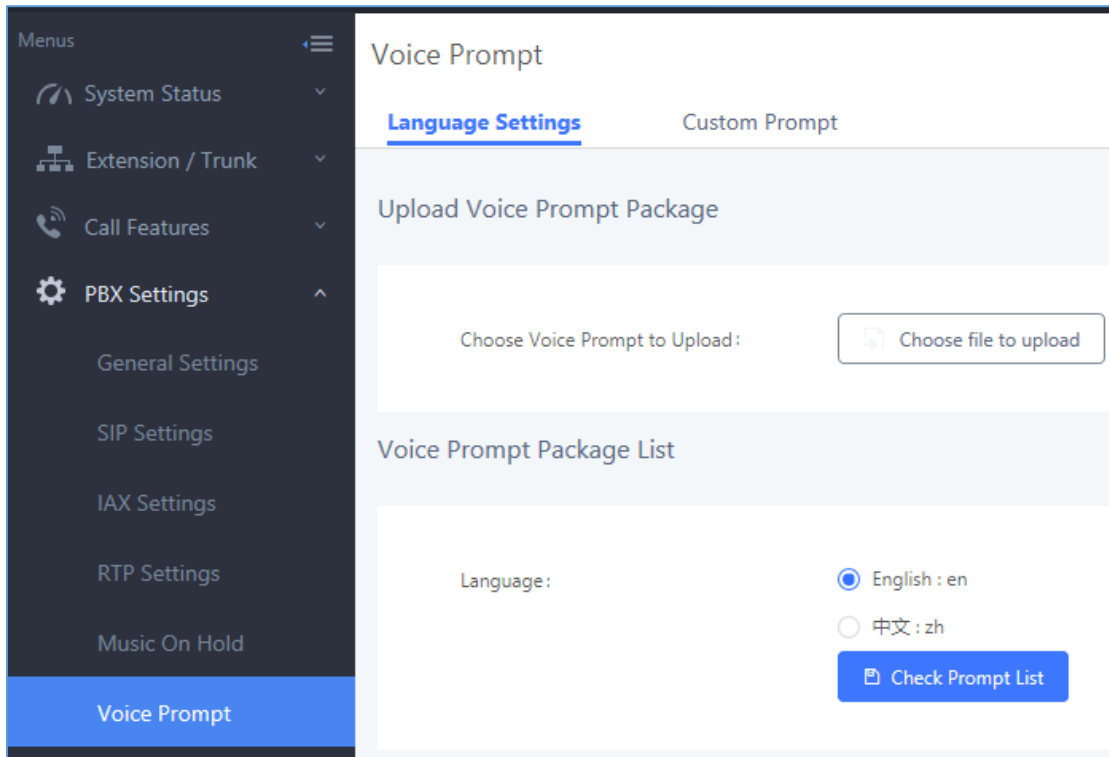 Menus
System Status
Extension / Trunk
Call Features
PBX Settings
General Settings
SIP Settings
IAX Settings
RTP Settings
Music On Hold
Voice Prompt
Voice Prompt
Language Settings Custom Prompt
Upload Voice Prompt Package
Choose Voice Prompt to Upload: Choose file to upload
Voice Prompt Package List
Language: English : en
中文 : zh
Check Prompt List